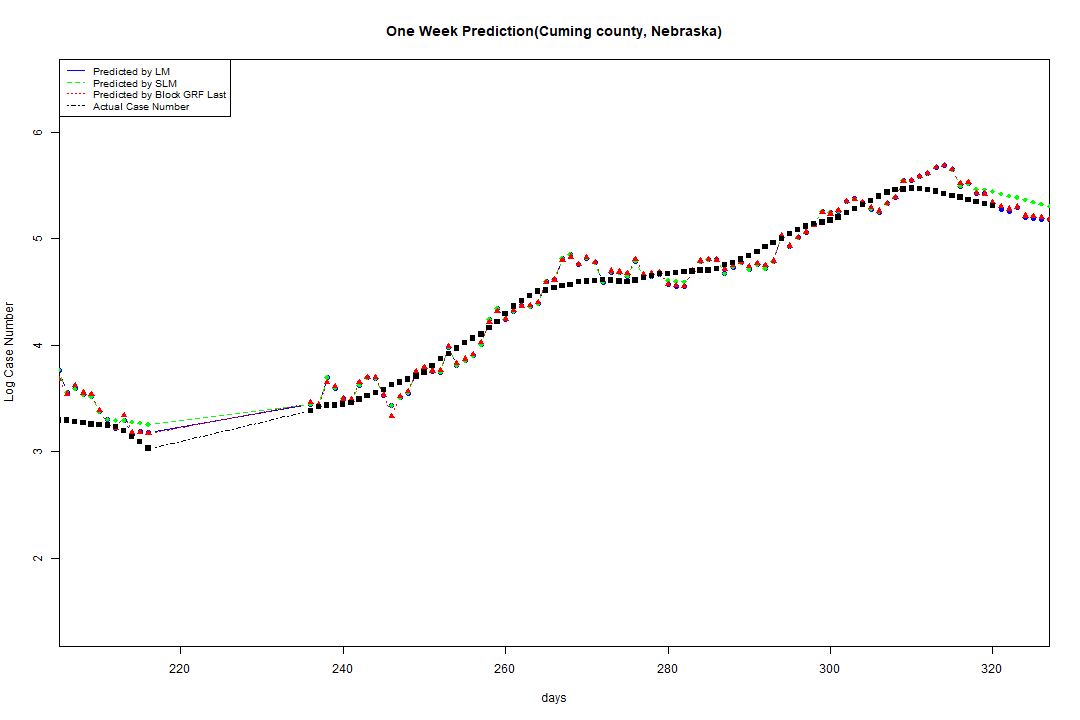 One Week Prediction(Cuming county, Nebraska)
Predicted by LM
Predicted by SLM
Predicted by Block GRF Last
Actual Case Number
6
5
4
3
2
Log Case Number
220 240 260 280 300 320
days